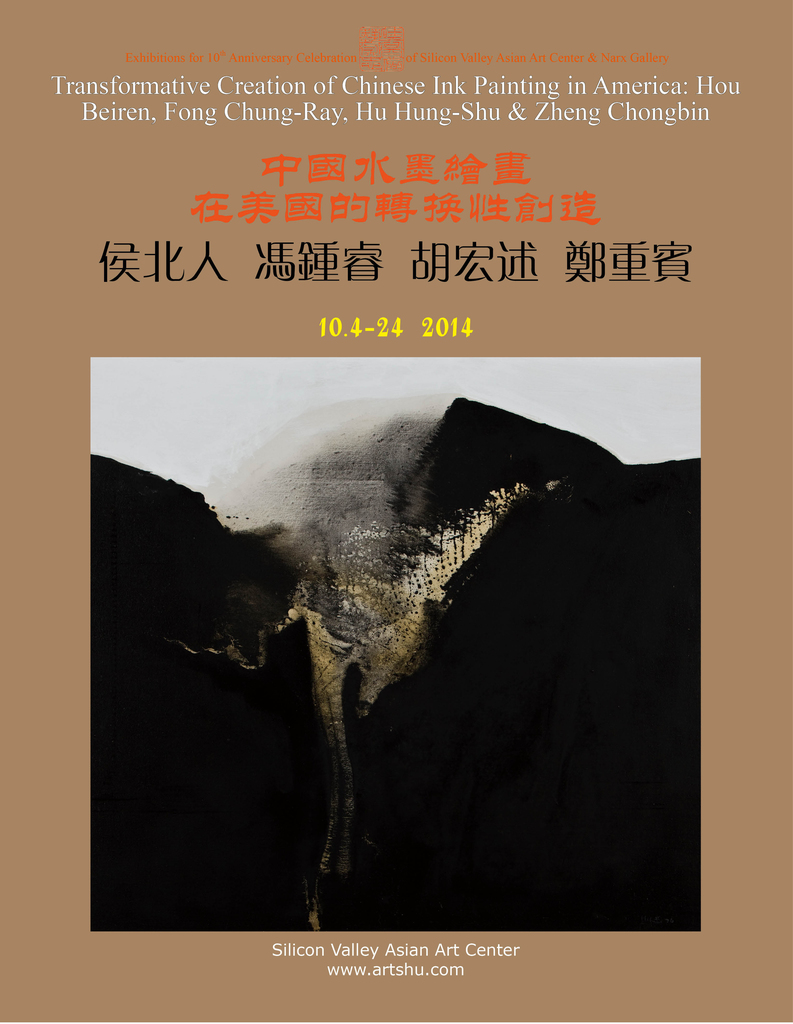 Exhibitions for 10th Anniversary Celebration of Silicon Valley Asian Art Center & Narx Gallery
Transformative Creation of Chinese Ink Painting in America: Hou
Beiren, Fong Chung-Ray, Hu Hung-Shu & Zheng Chongbin
中國水墨繪畫
在美國的轉換性創造
侯北人 馮鍾睿 胡宏述 鄭重賓
10.4-24 2014
Silicon Valley Asian Art Center
www.artshu.com